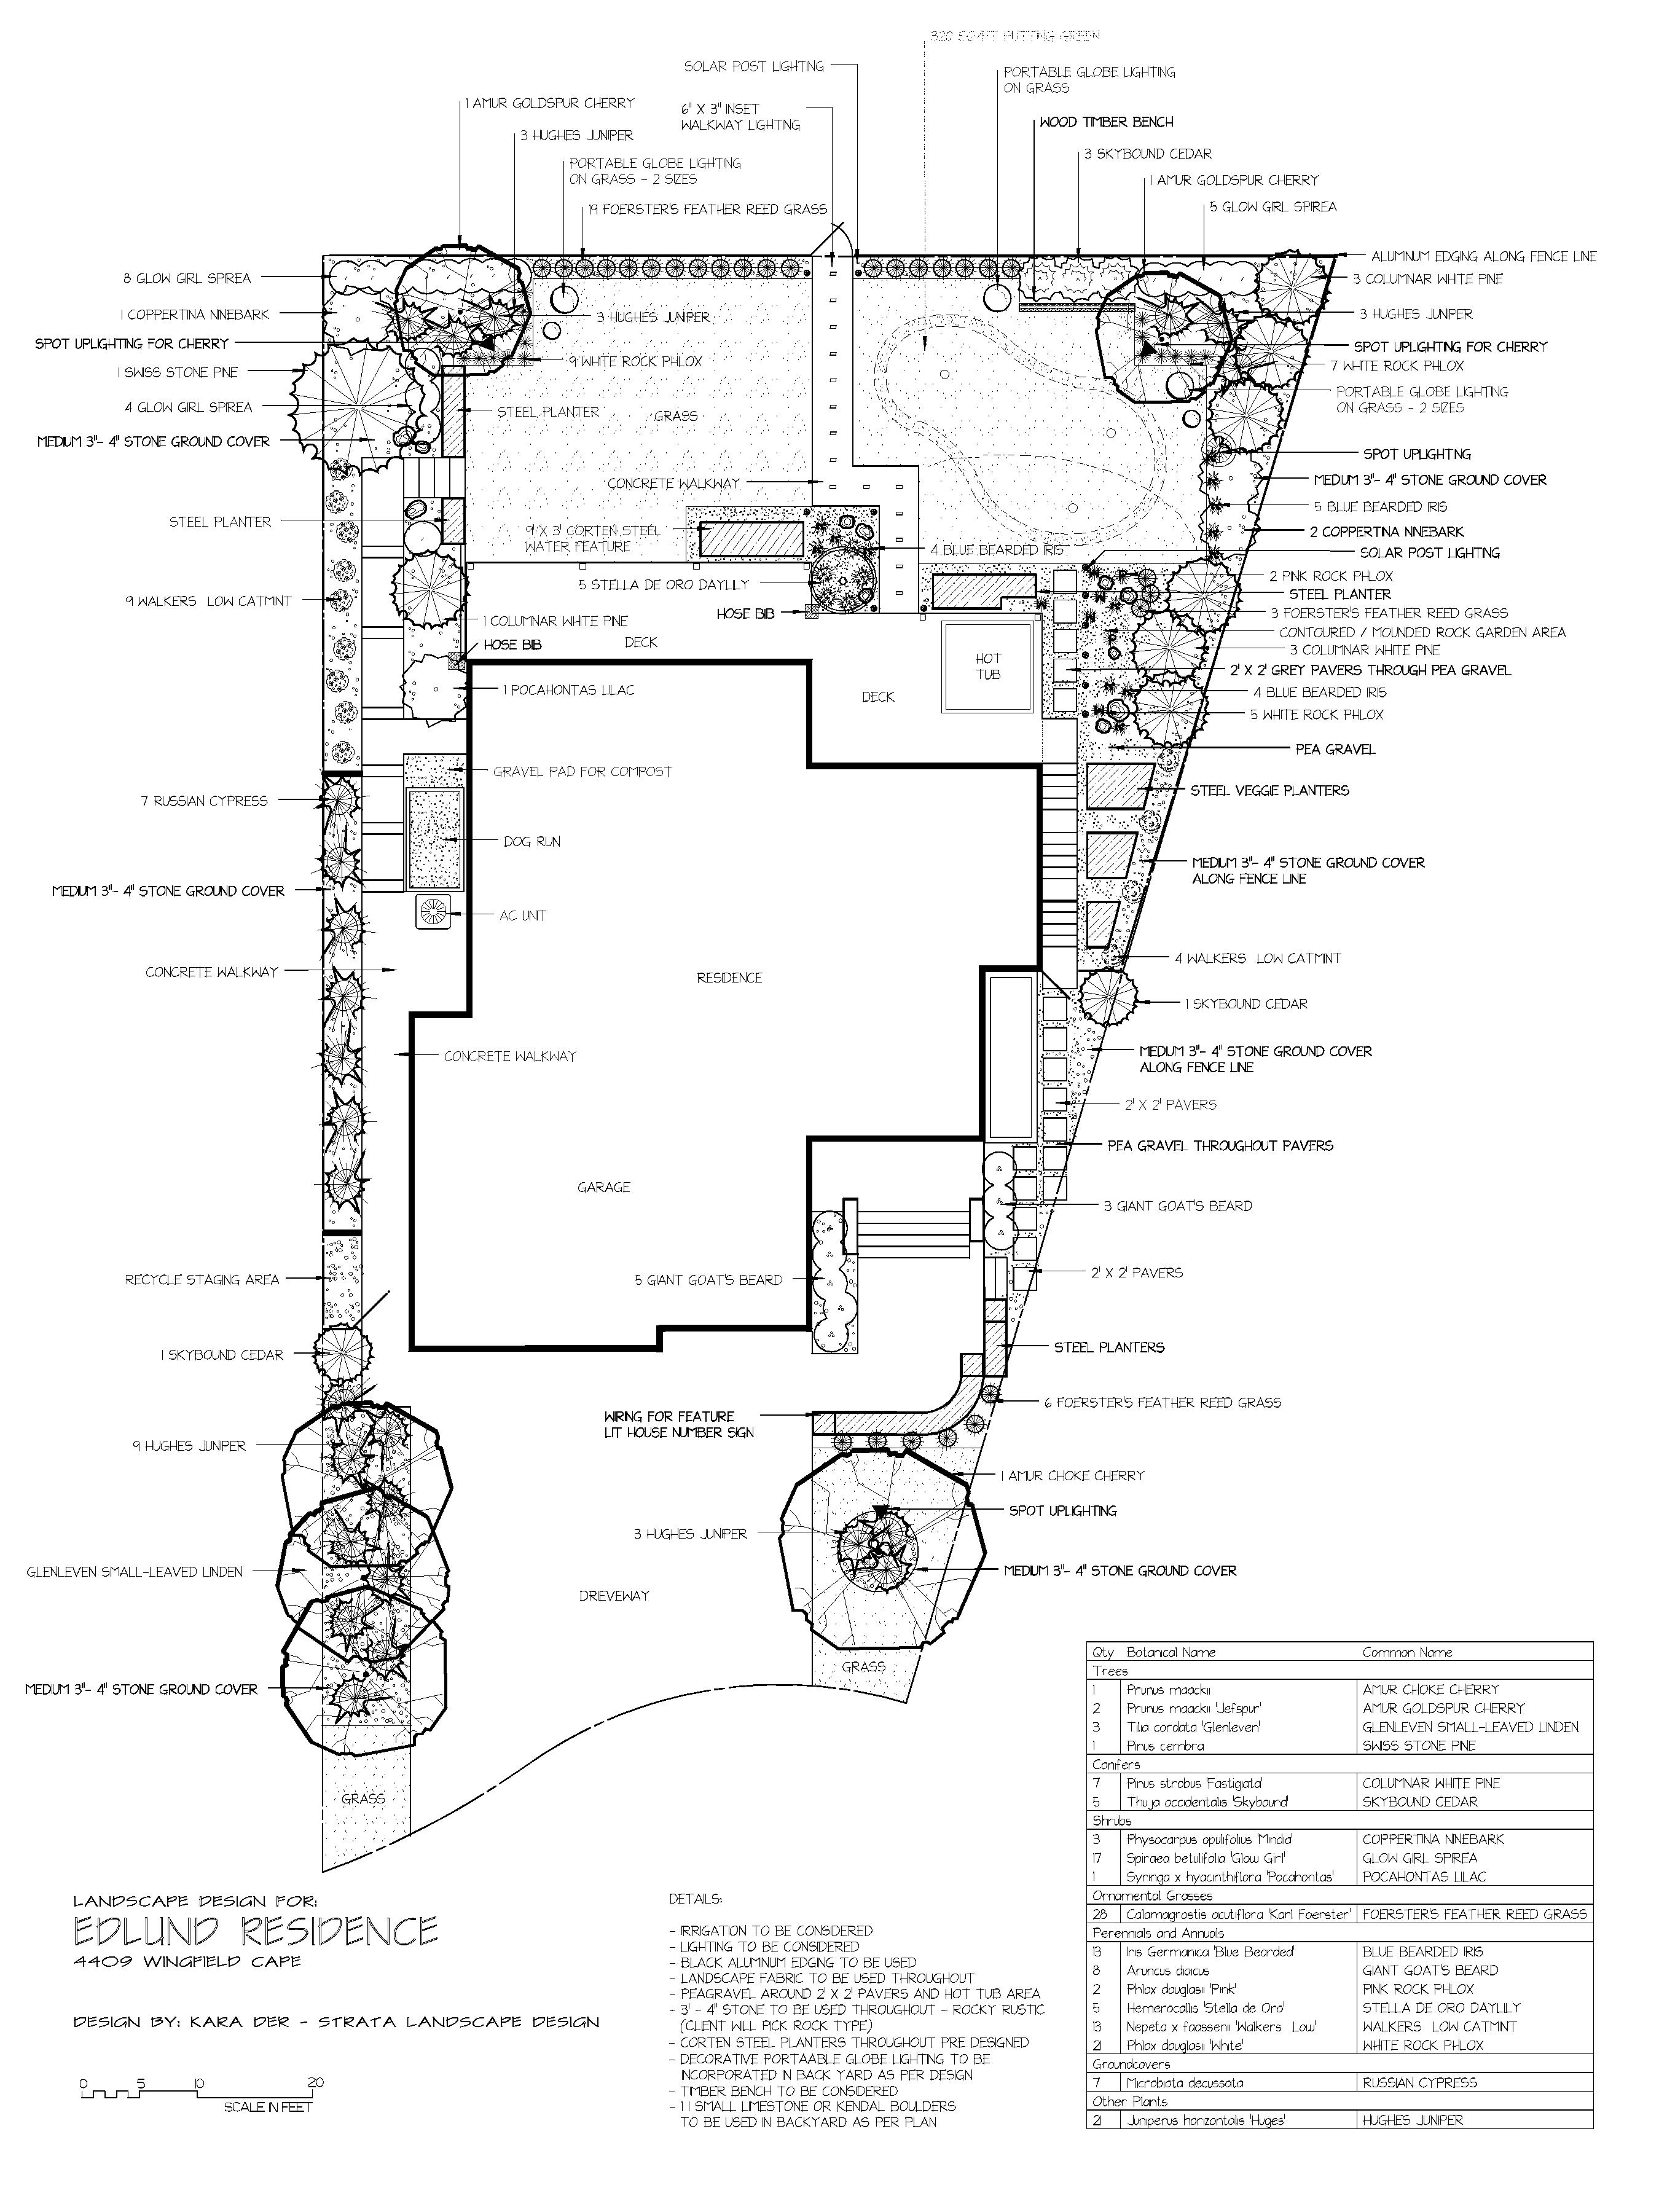 320 SQ/FT PUTTING GREEN
SOLAR POST LIGHTING
PORTABLE GLOBE LIGHTING
ON GRASS
1 AMUR GOLDSPUR CHERRY
6" X 3" INSET
WALKWAY LIGHTING
WOOD TIMBER BENCH
3 HUGHES JUNIPER
3 SKYBOUND CEDAR
PORTABLE GLOBE LIGHTING
ON GRASS - 2 SIZES
1 AMUR GOLDSPUR CHERRY
19 FOERSTER'S FEATHER REED GRASS
5 GLOW GIRL SPIREA
ALUMINUM EDGING ALONG FENCE LINE
8 GLOW GIRL SPIREA
3 COLUMNAR WHITE PINE
1 COPPERTINA NINEBARK
3 HUGHES JUNIPER
3 HUGHES JUNIPER
SPOT UPLIGHTING FOR CHERRY
SPOT UPLIGHTING FOR CHERRY
9 WHITE ROCK PHLOX
7 WHITE ROCK PHLOX
1 SWISS STONE PINE
PORTABLE GLOBE LIGHTING
ON GRASS - 2 SIZES
4 GLOW GIRL SPIREA
STEEL PLANTER
GRASS
MEDIUM 3"- 4" STONE GROUND COVER
SPOT UPLIGHTING
CONCRETE WALKWAY
MEDIUM 3"- 4" STONE GROUND COVER
5 BLUE BEARDED IRIS
STEEL PLANTER
9' X 3' CORTEN STEEL
WATER FEATURE
2 COPPERTINA NINEBARK
4 BLUE BEARDED IRIS
SOLAR POST LIGHTING
5 STELLA DE ORO DAYLILY
2 PINK ROCK PHLOX
STEEL PLANTER
9 WALKERS LOW CATMINT
HOSE BIB
3 FOERSTER'S FEATHER REED GRASS
1 COLUMNAR WHITE PINE
CONTOURED / MOUNDED ROCK GARDEN AREA
HOSE BIB
DECK
3 COLUMNAR WHITE PINE
HOT
TUB
2' X 2' GREY PAVERS THROUGH PEA GRAVEL
1 POCAHONTAS LILAC
DECK
4 BLUE BEARDED IRIS
5 WHITE ROCK PHLOX
PEA GRAVEL
GRAVEL PAD FOR COMPOST
STEEL VEGGIE PLANTERS
7 RUSSIAN CYPRESS
DOG RUN
MEDIUM 3"- 4" STONE GROUND COVER
ALONG FENCE LINE
MEDIUM 3"- 4" STONE GROUND COVER
AC UNIT
4 WALKERS LOW CATMINT
CONCRETE WALKWAY
RESIDENCE
1 SKYBOUND CEDAR
CONCRETE WALKWAY
MEDIUM 3"- 4" STONE GROUND COVER
ALONG FENCE LINE
2' X 2' PAVERS
PEA GRAVEL THROUGHOUT PAVERS
GARAGE
3 GIANT GOAT'S BEARD
RECYCLE STAGING AREA
5 GIANT GOAT'S BEARD
2' X 2' PAVERS
1 SKYBOUND CEDAR
STEEL PLANTERS
6 FOERSTER'S FEATHER REED GRASS
WIRING FOR FEATURE
LIT HOUSE NUMBER SIGN
9 HUGHES JUNIPER
1 AMUR CHOKE CHERRY
SPOT UPLIGHTING
3 HUGHES JUNIPER
GLENLEVEN SMALL-LEAVED LINDEN
MEDIUM 3"- 4" STONE GROUND COVER
DRIEVEWAY
GRASS
MEDIUM 3"- 4" STONE GROUND COVER
GRASS
Qty Botanical Name Common Name
Trees
1 Prunus maackii AMUR CHOKE CHERRY
2 Prunus maackii 'Jefspur' AMUR GOLDSPUR CHERRY
3 Tilia cordata 'Glenleven' GLENLEVEN SMALL-LEAVED LINDEN
1 Pinus cembra SWISS STONE PINE
Conifers
7 Pinus strobus 'Fastigiata' COLUMNAR WHITE PINE
5 Thuja occidentalis 'Skybound' SKYBOUND CEDAR
Shrubs
3 Physocarpus opulifolius 'Mindia' COPPERTINA NINEBARK
17 Spiraea betulifolia 'Glow Girl' GLOW GIRL SPIREA
1 Syringa x hyacinthiflora 'Pocahontas' POCAHONTAS LILAC
Ornamental Grasses
28 Calamagrostis acutiflora 'Karl Foerster' FOERSTER'S FEATHER REED GRASS
Perennials and Annuals
13 Iris Germanica 'Blue Bearded' BLUE BEARDED IRIS
8 Aruncus dioicus GIANT GOAT'S BEARD
2 Phlox douglasii 'Pink' PINK ROCK PHLOX
5 Hemerocallis 'Stella de Oro' STELLA DE ORO DAYLILY
13 Nepeta x faassenii 'Walkers Low' WALKERS LOW CATMINT
21 Phlox douglasii 'White' WHITE ROCK PHLOX
Groundcovers
7 Microbiota decussata RUSSIAN CYPRESS
Other Plants
21 Juniperus horizontalis 'Huges' HUGHES JUNIPER
LANDSCAPE DESIGN FOR:
EDLUND RESIDENCE
4409 WINGFIELD CAPE
DESIGN BY: KARA DER - STRATA LANDSCAPE DESIGN
0 5 10 20
SCALE IN FEET
DETAILS:
- IRRIGATION TO BE CONSIDERED
- LIGHTING TO BE CONSIDERED
- BLACK ALUMINUM EDGING TO BE USED
- LANDSCAPE FABRIC TO BE USED THROUGHOUT
- PEAGRAVEL AROUND 2' X 2' PAVERS AND HOT TUB AREA
- 3' - 4" STONE TO BE USED THROUGHOUT - ROCKY RUSTIC
(CLIENT WILL PICK ROCK TYPE)
- CORTEN STEEL PLANTERS THROUGHOUT PRE DESIGNED
- DECORATIVE PORTAABLE GLOBE LIGHTING TO BE
INCORPORATED IN BACK YARD AS PER DESIGN
- TIMBER BENCH TO BE CONSIDERED
- 11 SMALL LIMESTONE OR KENDAL BOULDERS
TO BE USED IN BACKYARD AS PER PLAN